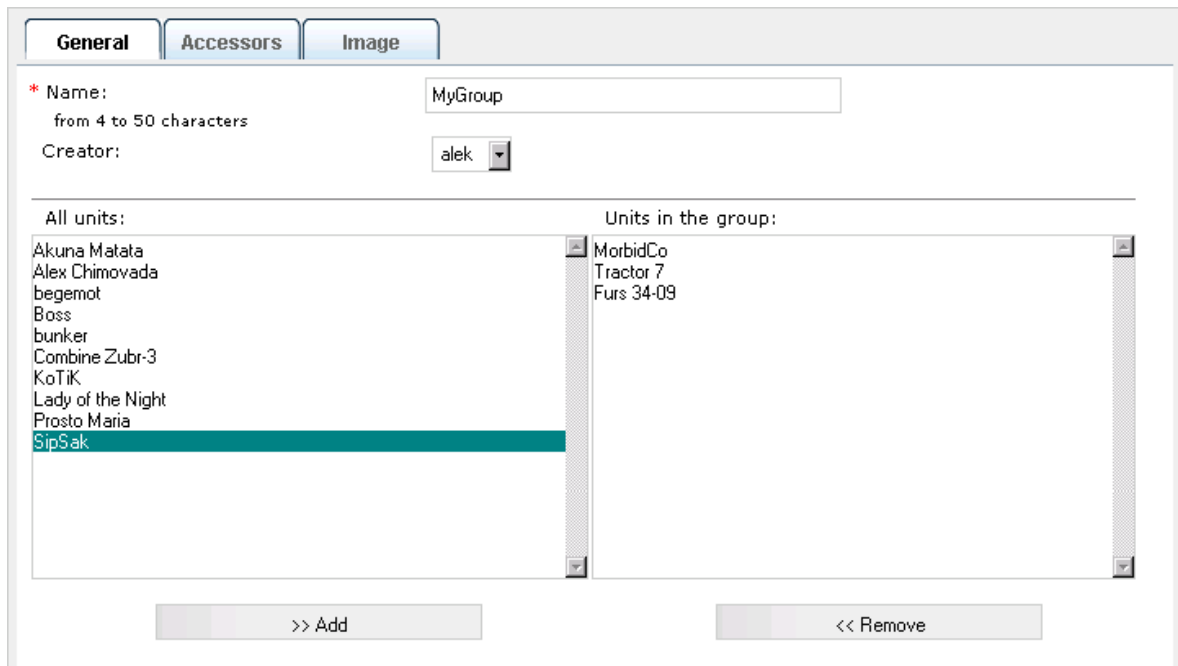 General Accessors Image
* Name: MyGroup
from 4 to 50 characters
Creator: alek
All units: Units in the group:
Akuna Matata MorbidCo
Alex Chimovada Tractor 7
begemot Furs 34-09
Boss
bunker
Combine Zubr-3
KoTiK
Lady of the Night
Prosto Maria
SipSak
>> Add << Remove